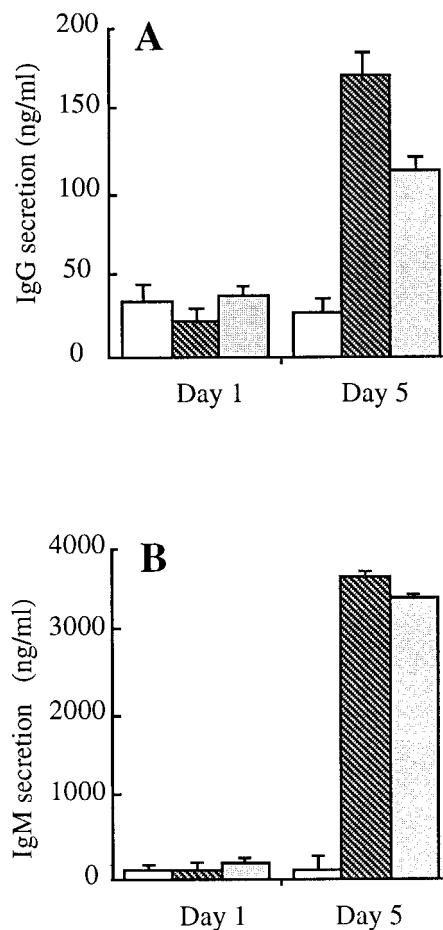 A
IgG secretion (ng/ml)
200
150
100
50
0
Day 1
Day 5
B
IgM secretion (ng/ml)
4000
3000
2000
1000
0
Day 1
Day 5